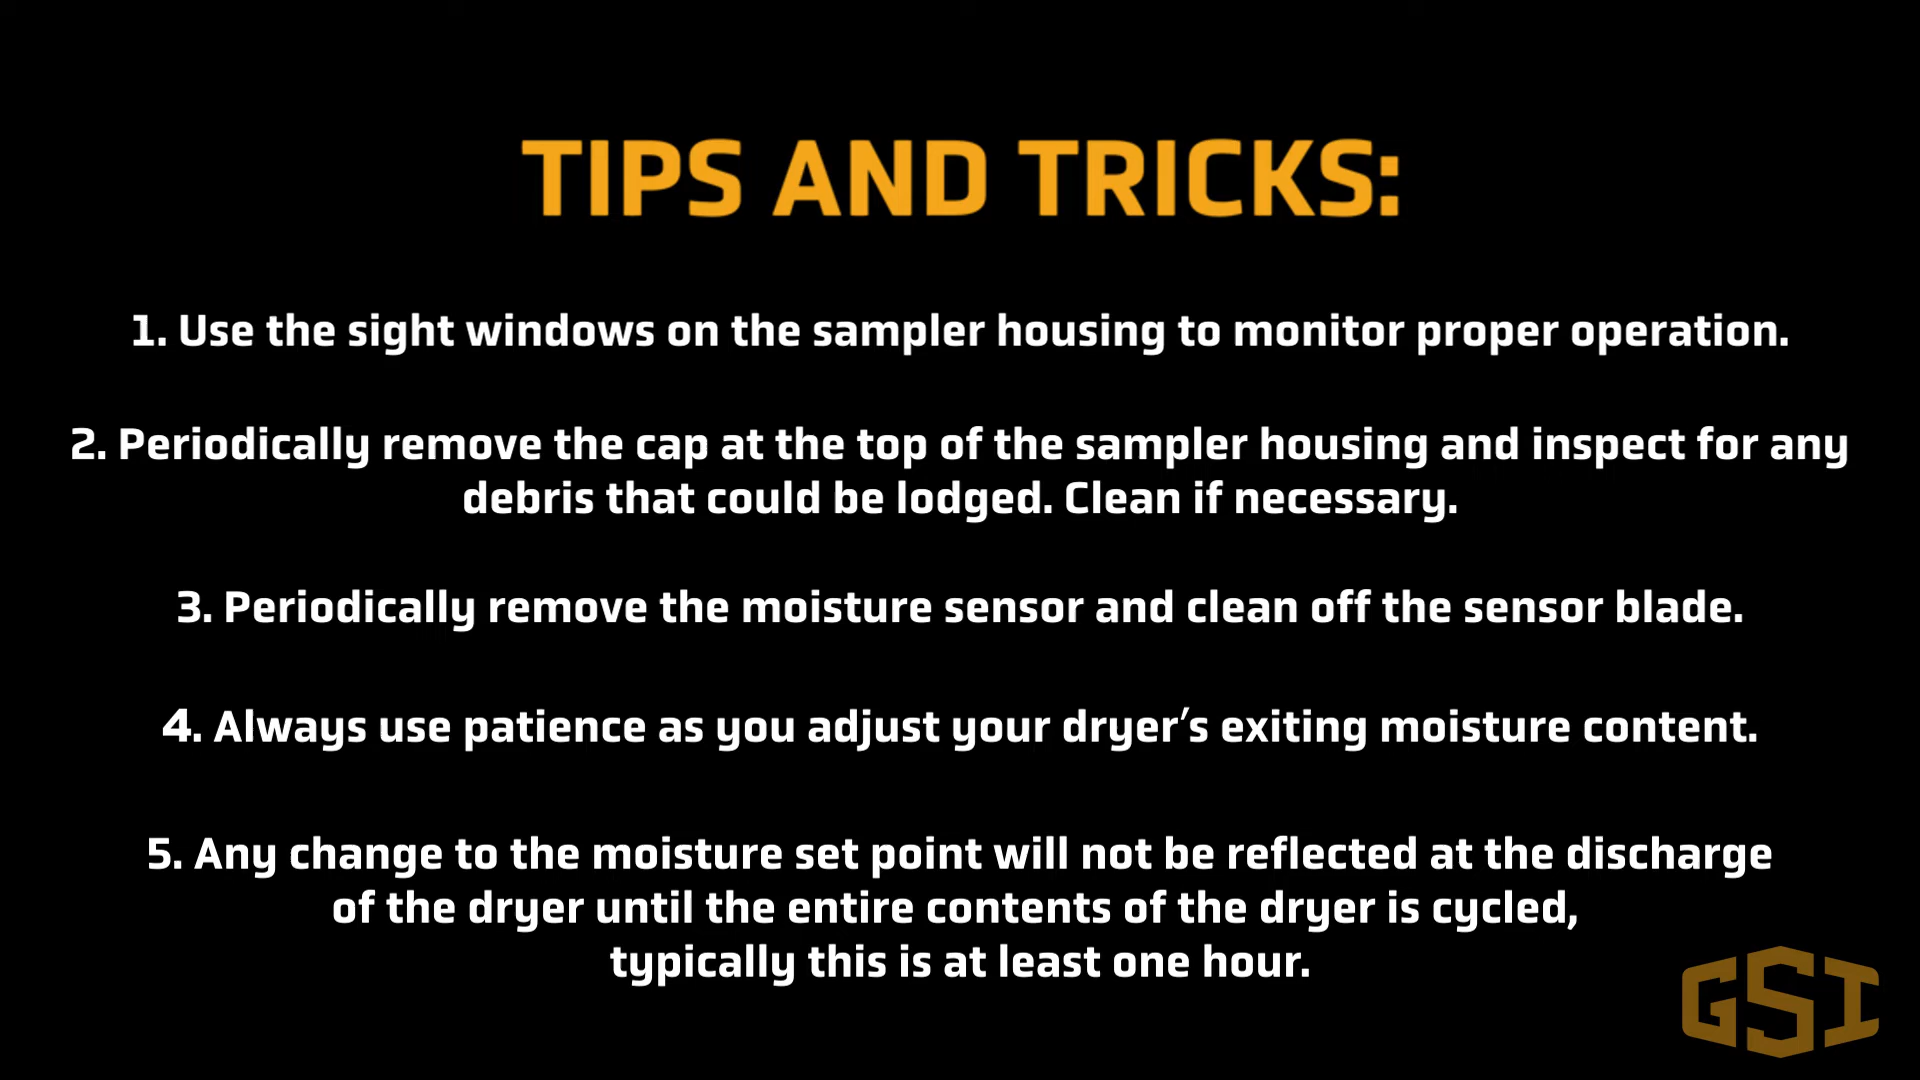 TIPS AND TRICKS:
1. Use the sight windows on the sampler housing to monitor proper operation.
2. Periodically remove the cap at the top of the sampler housing and inspect for any
debris that could be lodged. Clean if necessary.
3. Periodically remove the moisture sensor and clean off the sensor blade.
4. Always use patience as you adjust your dryer's exiting moisture content.
5. Any change to the moisture set point will not be reflected at the discharge
of the dryer until the entire contents of the dryer is cycled,
typically this is at least one hour.
GSI